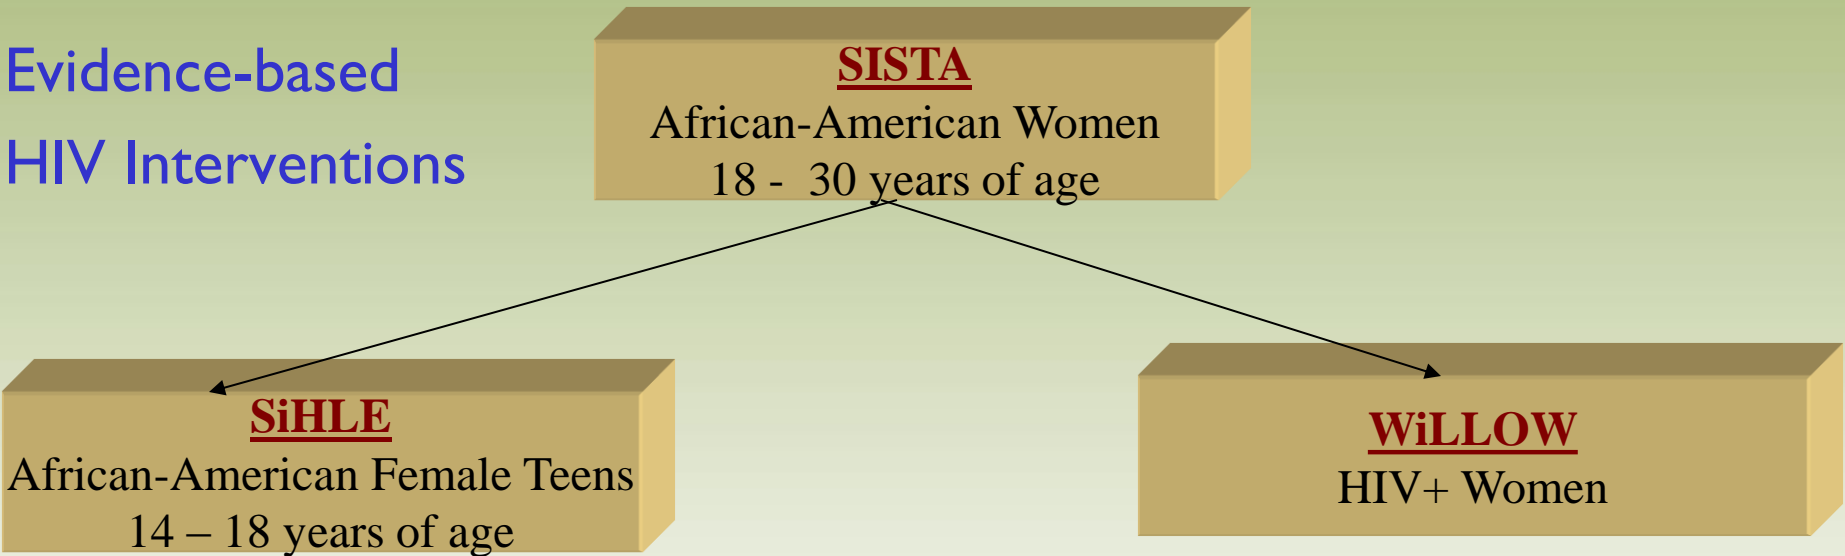 Evidence-based
HIV Interventions
SISTA
African-American Women
18 - 30 years of age
SiHLE
African-American Female Teens
14 – 18 years of age
WiLLOW
HIV+ Women